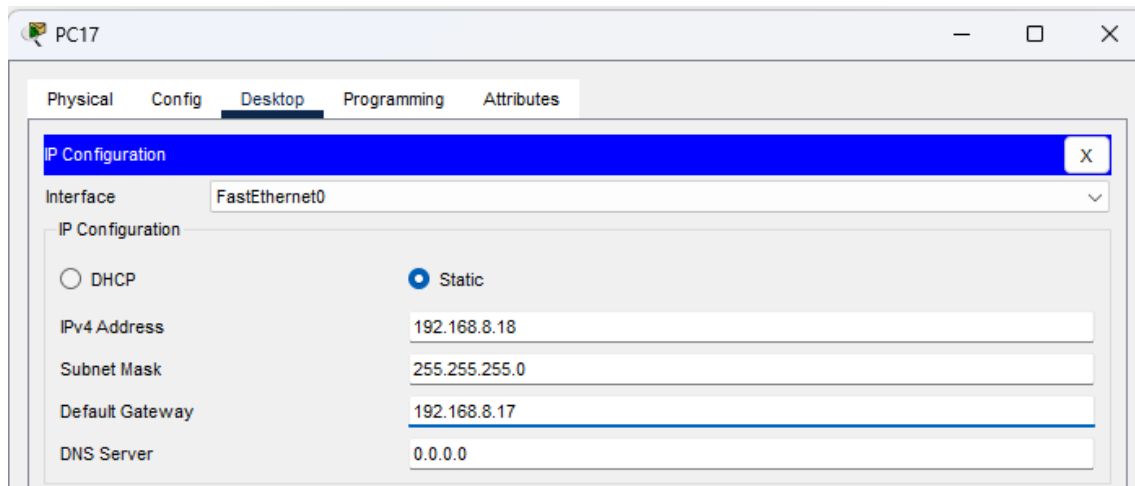 PC17
Physical Config Desktop Programming Attributes
IP Configuration X
Interface FastEthernet0
IP Configuration
DHCP Static
IPv4 Address 192.168.8.18
Subnet Mask 255.255.255.0
Default Gateway 192.168.8.17
DNS Server 0.0.0.0